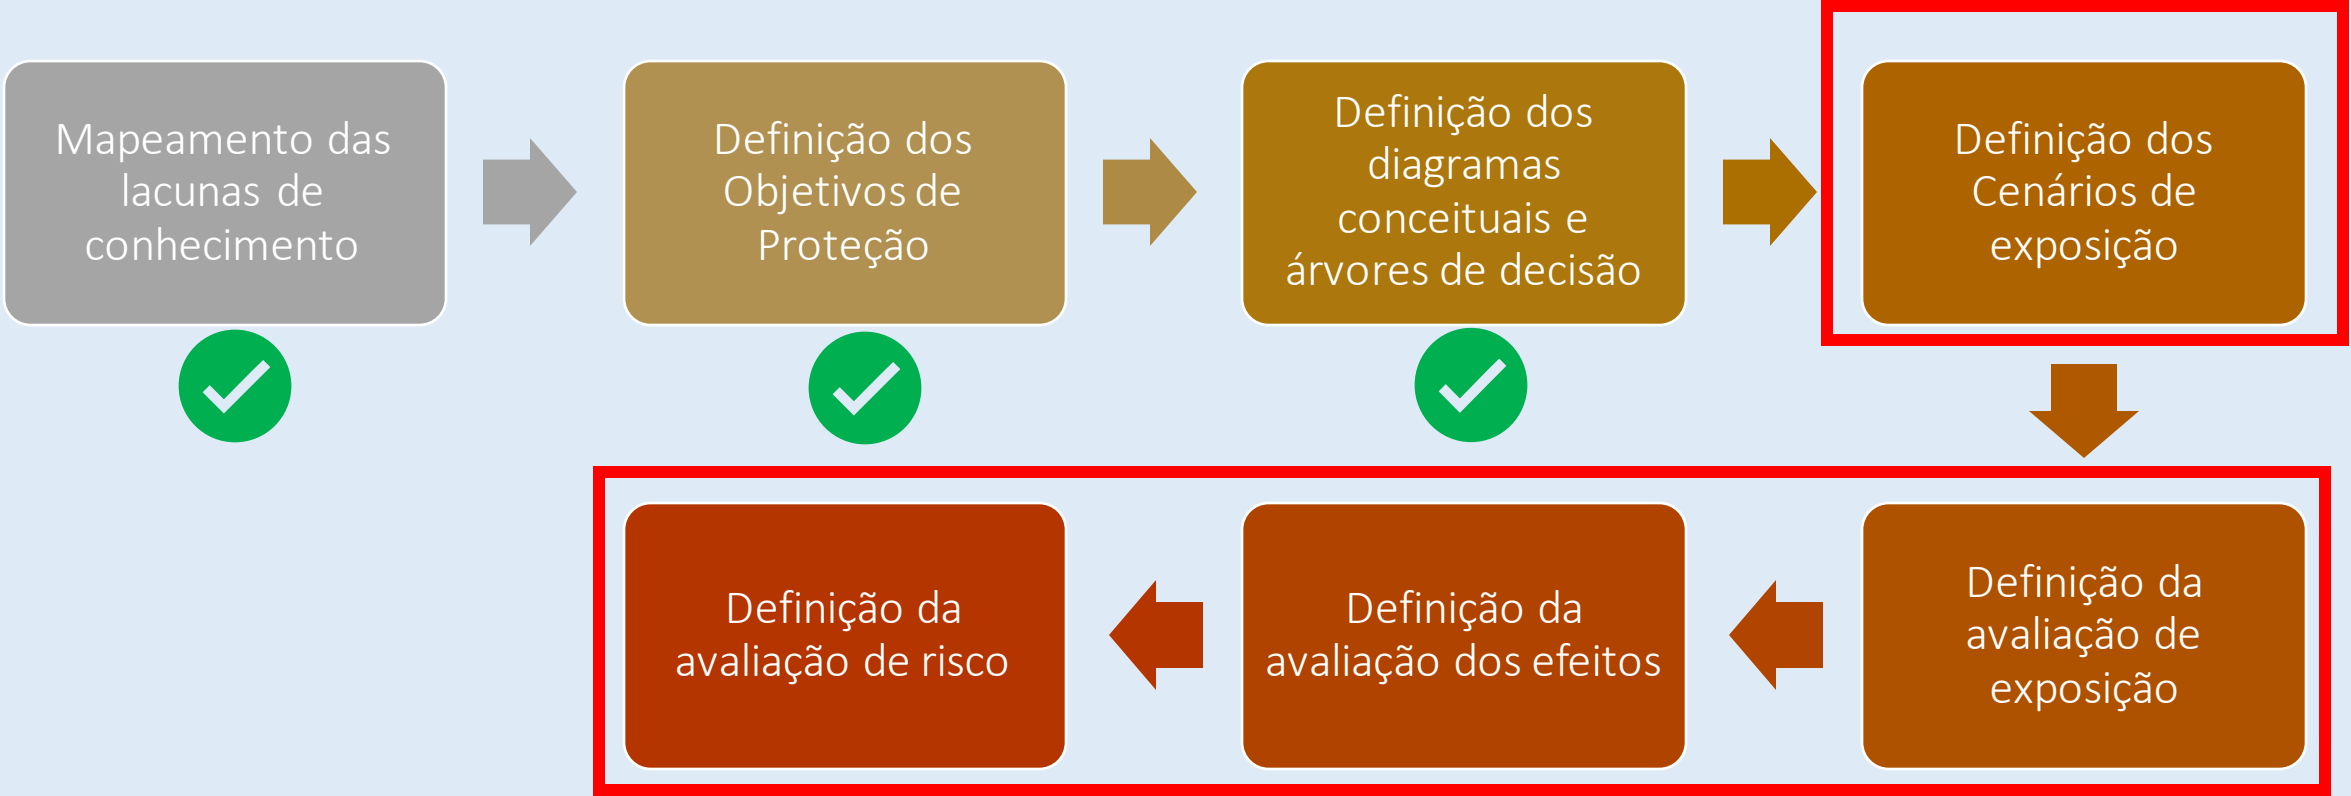 Mapeamento das
lacunas de
conhecimento
Definição dos
Objetivos de
Proteção
Definição dos
diagramas
conceituais e
árvores de decisão
Definição dos
Cenários de
exposição
Definição da
avaliação de
exposição
Definição da
avaliação dos efeitos
Definição da
avaliação de risco